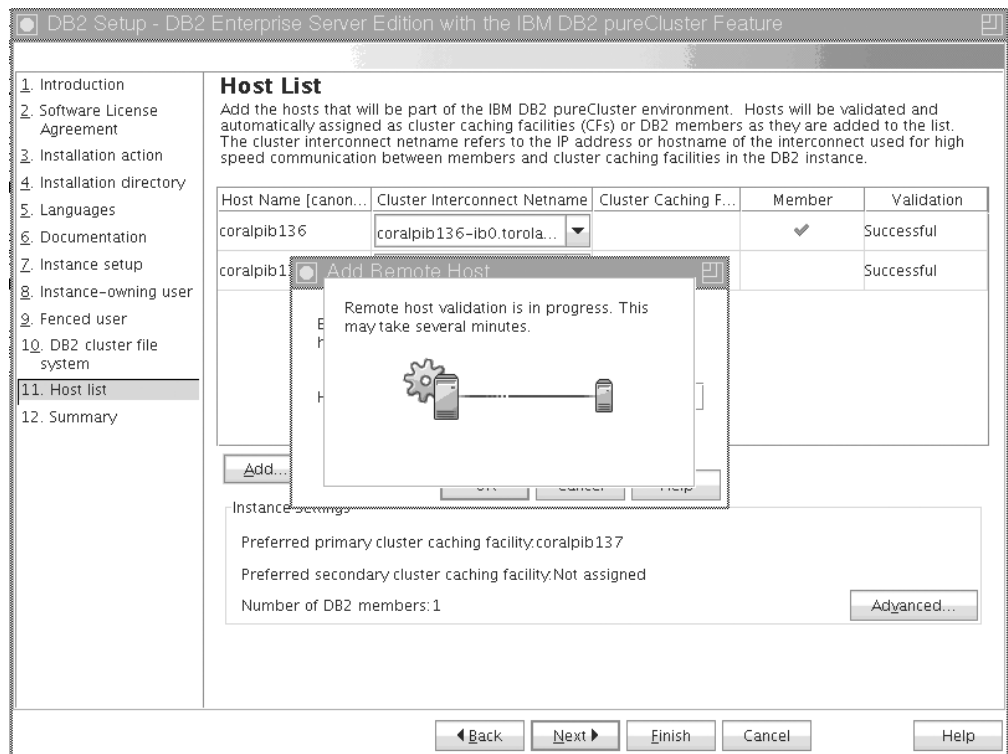 DB2 Setup - DB2 Enterprise Server Edition with the IBM DB2 pureCluster Feature
1. Introduction
2. Software License
Agreement
3. Installation action
4. Installation directory
5. Languages
6. Documentation
7. Instance setup
8. Instance-owning user
9. Fenced user
10. DB2 cluster file
system
11. Host list
12. Summary
Host List
Add the hosts that will be part of the IBM DB2 pureCluster environment. Hosts will be validated and
automatically assigned as cluster caching facilities (CFs) or DB2 members as they are added to the list.
The cluster interconnect netname refers to the IP address or hostname of the interconnect used for high
speed communication between members and cluster caching facilities in the DB2 instance.
Host Name [canon... Cluster Interconnect Netname Cluster Caching F... Member Validation
coralpib136 coralpib136-ib0.torola... Successful
coralpib1 Successful
Add Remote Host
Remote host validation is in progress. This
may take several minutes.
Add...
Cancel Help
Instance Settings
Preferred primary cluster caching facility:coralpib137
Preferred secondary cluster caching facility:Not assigned
Number of DB2 members:1
Advanced...
Back Next Finish Cancel Help